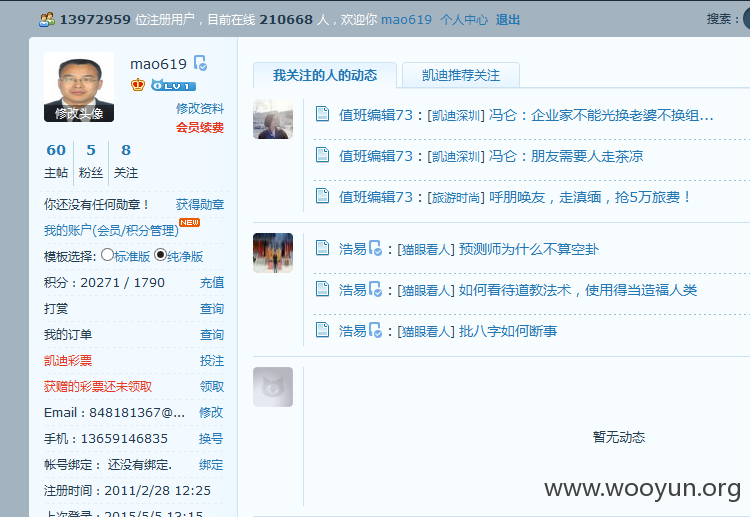 13972959 位注册用户，目前在线 210668 人，欢迎你 mao619 个人中心 退出
搜索：
mao619
LV 1
修改头像
修改资料
会员续费
60 5 8
主帖 粉丝 关注
你还没有任何勋章！ 获得勋章
我的账户(会员/积分管理) NEW
模板选择: 标准版 纯净版
积分：20271 / 1790 充值
打赏 查询
我的订单 查询
凯迪彩票 投注
获赠的彩票还未领取 领取
Email：848181367@... 修改
手机：13659146835 换号
帐号绑定： 还没有绑定. 绑定
注册时间：2011/2/28 12:25
上次登录：2015/5/5 13:15
我关注的人的动态 凯迪推荐关注
值班编辑73：[凯迪深圳] 冯仑：企业家不能光换老婆不换组...
值班编辑73：[凯迪深圳] 冯仑：朋友需要人走茶凉
值班编辑73：[旅游时尚] 呼朋唤友，走滇缅，抢5万旅费！
浩易：[猫眼看人] 预测师为什么不算空卦
浩易：[猫眼看人] 如何看待道教法术，使用得当造福人类
浩易：[猫眼看人] 批八字如何断事
暂无动态
www.wooyun.org